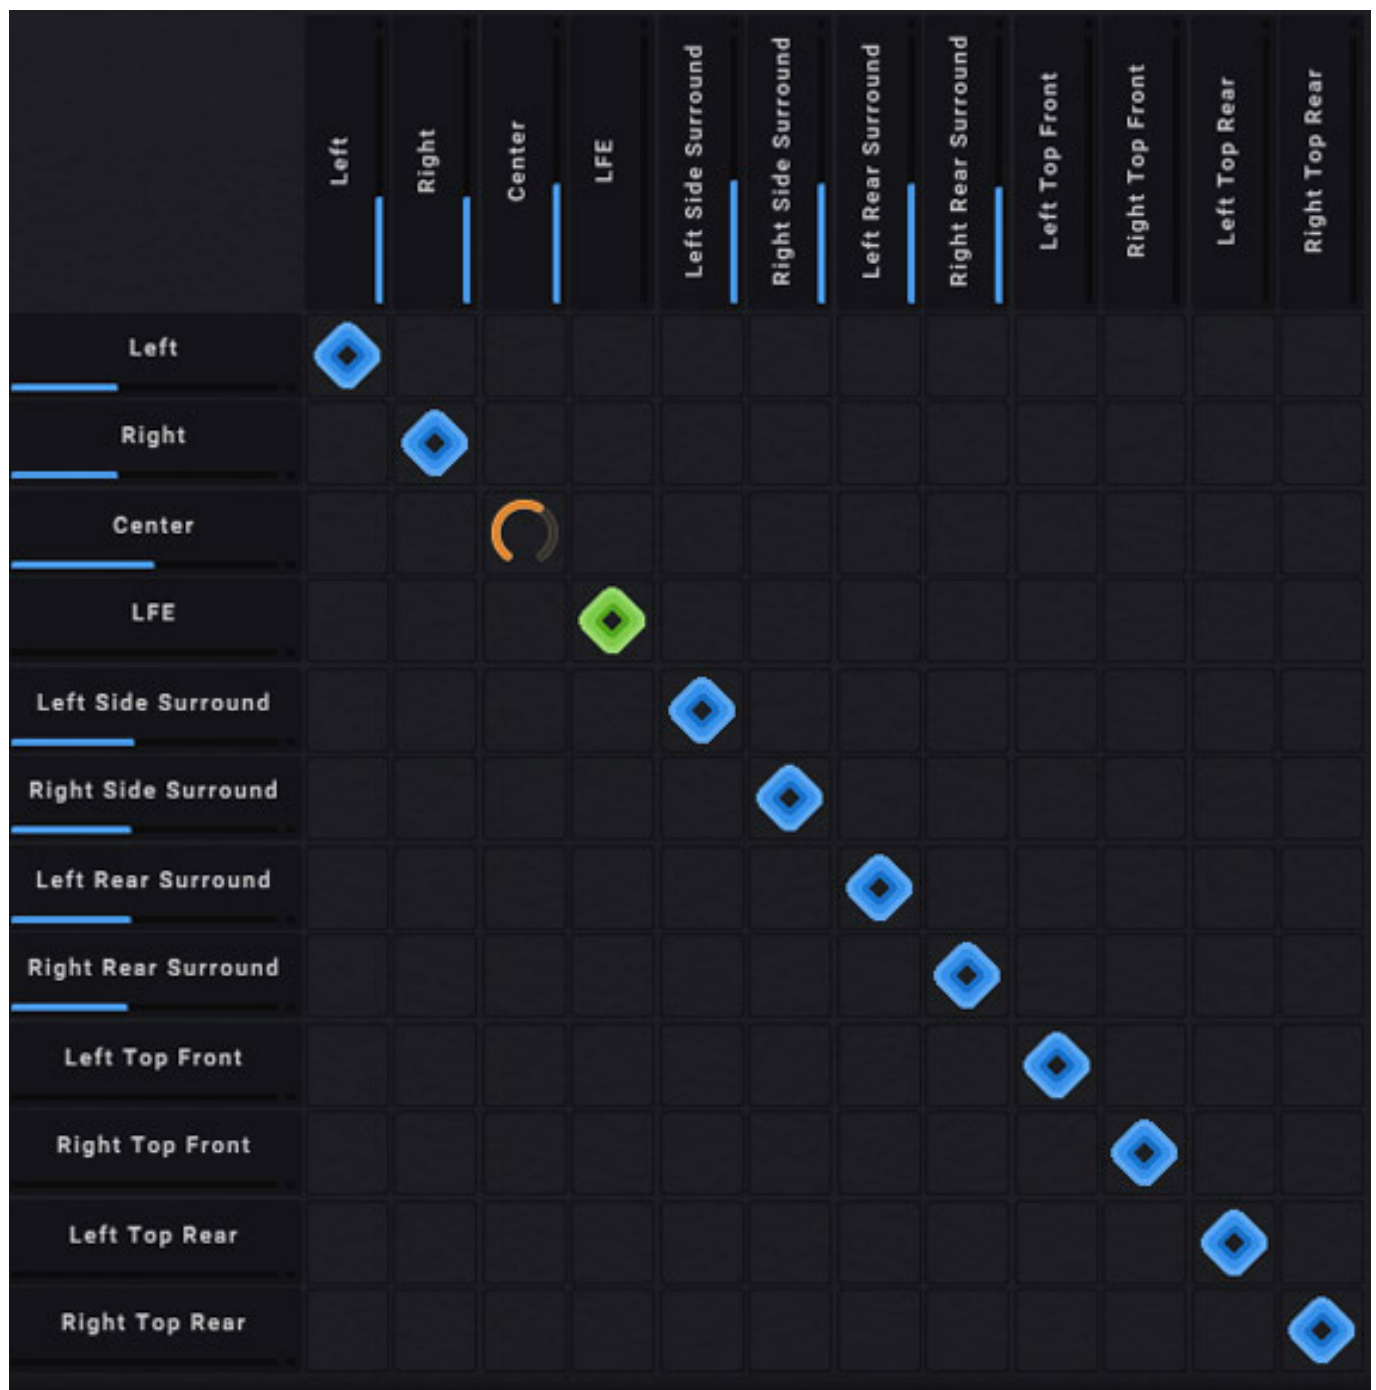 Left
Right
Center
LFE
Left Side Surround
Right Side Surround
Left Rear Surround
Right Rear Surround
Left Top Front
Right Top Front
Left Top Rear
Right Top Rear
Left
Right
Center
LFE
Left Side Surround
Right Side Surround
Left Rear Surround
Right Rear Surround
Left Top Front
Right Top Front
Left Top Rear
Right Top Rear